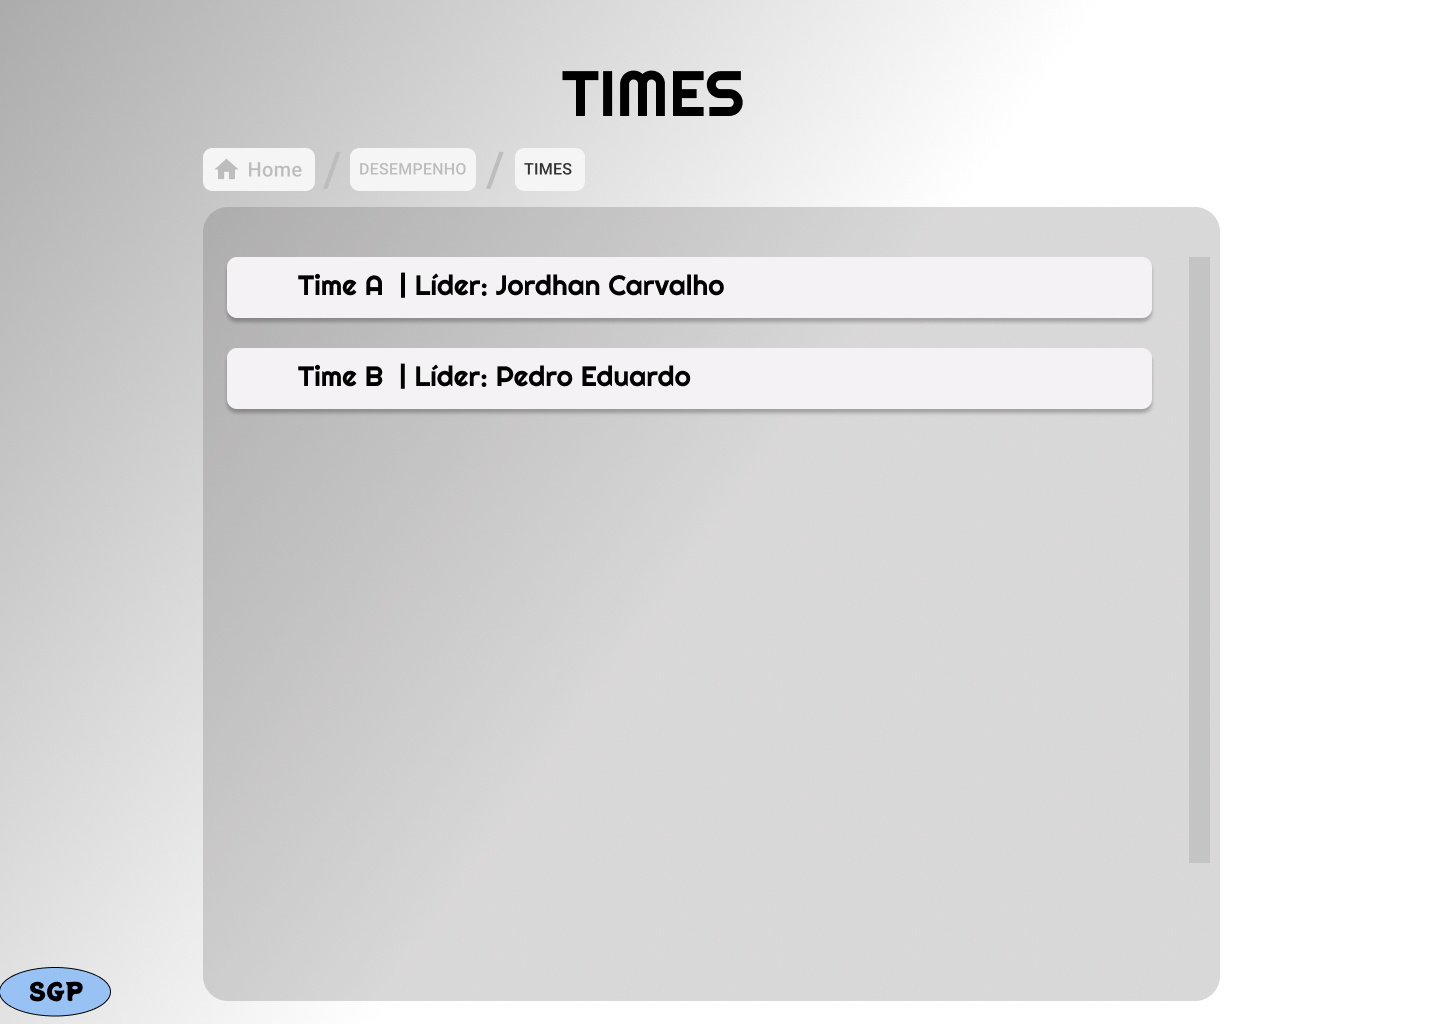 TIMES
Home / DESEMPENHO / TIMES
Time A | Líder: Jordhan Carvalho
Time B | Líder: Pedro Eduardo
SGP